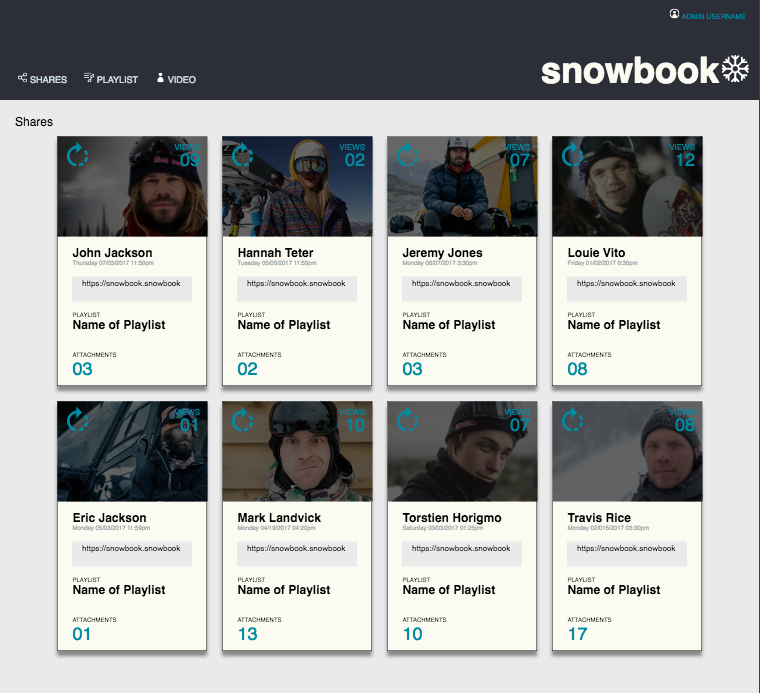 ADMIN USERNAME
SHARES PLAYLIST VIDEO
snowbook
Shares
VIEWS
09
VIEWS
02
VIEWS
07
VIEWS
12
John Jackson
Thursday 07/03/2017 11:59pm
https://snowbook.snowbook
PLAYLIST
Name of Playlist
ATTACHMENTS
03
Hannah Teter
Tuesday 05/05/2017 11:59pm
https://snowbook.snowbook
PLAYLIST
Name of Playlist
ATTACHMENTS
02
Jeremy Jones
Monday 06/07/2017 3:30pm
https://snowbook.snowbook
PLAYLIST
Name of Playlist
ATTACHMENTS
03
Louie Vito
Friday 01/02/2017 6:30pm
https://snowbook.snowbook
PLAYLIST
Name of Playlist
ATTACHMENTS
08
VIEWS
01
VIEWS
10
VIEWS
07
VIEWS
08
Eric Jackson
Monday 05/03/2017 11:59pm
https://snowbook.snowbook
PLAYLIST
Name of Playlist
ATTACHMENTS
01
Mark Landvick
Monday 04/19/2017 04:20pm
https://snowbook.snowbook
PLAYLIST
Name of Playlist
ATTACHMENTS
13
Torstien Horigmo
Saturday 03/03/2017 01:25pm
https://snowbook.snowbook
PLAYLIST
Name of Playlist
ATTACHMENTS
10
Travis Rice
Monday 02/015/2017 03:30pm
https://snowbook.snowbook
PLAYLIST
Name of Playlist
ATTACHMENTS
17